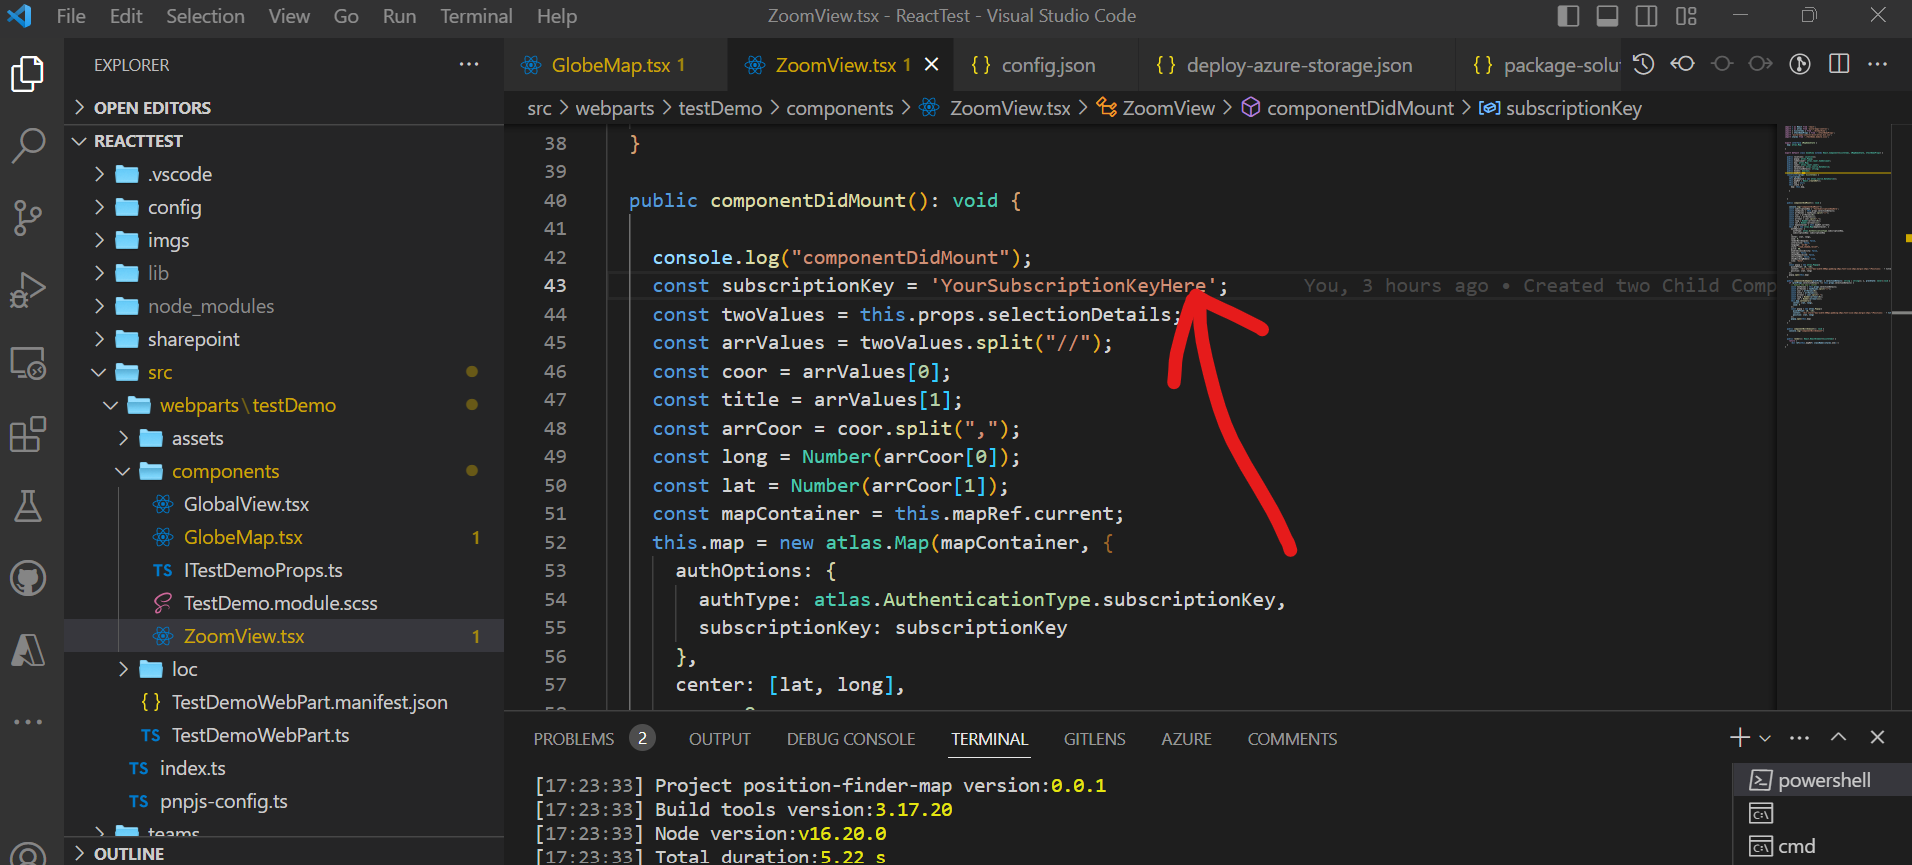 File Edit Selection View Go Run Terminal Help
ZoomView.tsx - ReactTest - Visual Studio Code
EXPLORER
OPEN EDITORS
REACTTEST
.vscode
config
imgs
lib
node_modules
sharepoint
src
webparts\testDemo
assets
components
GlobalView.tsx
GlobeMap.tsx 1
TS ITestDemoProps.ts
TestDemo.module.scss
ZoomView.tsx 1
loc
{} TestDemoWebPart.manifest.json
TS TestDemoWebPart.ts
TS index.ts
TS pnpjs-config.ts
teams
OUTLINE
GlobeMap.tsx 1
ZoomView.tsx 1
{} config.json
{} deploy-azure-storage.json
{} package-solu
src > webparts > testDemo > components > ZoomView.tsx > ZoomView > componentDidMount > subscriptionKey
38 }
39
40 public componentDidMount(): void {
41
42 console.log("componentDidMount");
43 const subscriptionKey = 'YourSubscriptionKeyHere'; You, 3 hours ago • Created two Child Comp
44 const twoValues = this.props.selectionDetails;
45 const arrValues = twoValues.split("//");
46 const coor = arrValues[0];
47 const title = arrValues[1];
48 const arrCoor = coor.split(",");
49 const long = Number(arrCoor[0]);
50 const lat = Number(arrCoor[1]);
51 const mapContainer = this.mapRef.current;
52 this.map = new atlas.Map(mapContainer, {
53 authOptions: {
54 authType: atlas.AuthenticationType.subscriptionKey,
55 subscriptionKey: subscriptionKey
56 },
57 center: [lat, long],
PROBLEMS 2 OUTPUT DEBUG CONSOLE TERMINAL GITLENS AZURE COMMENTS
[17:23:33] Project position-finder-map version:0.0.1
[17:23:33] Build tools version:3.17.20
[17:23:33] Node version:v16.20.0
[17:23:33] Total duration:5.22 s
powershell
cmd